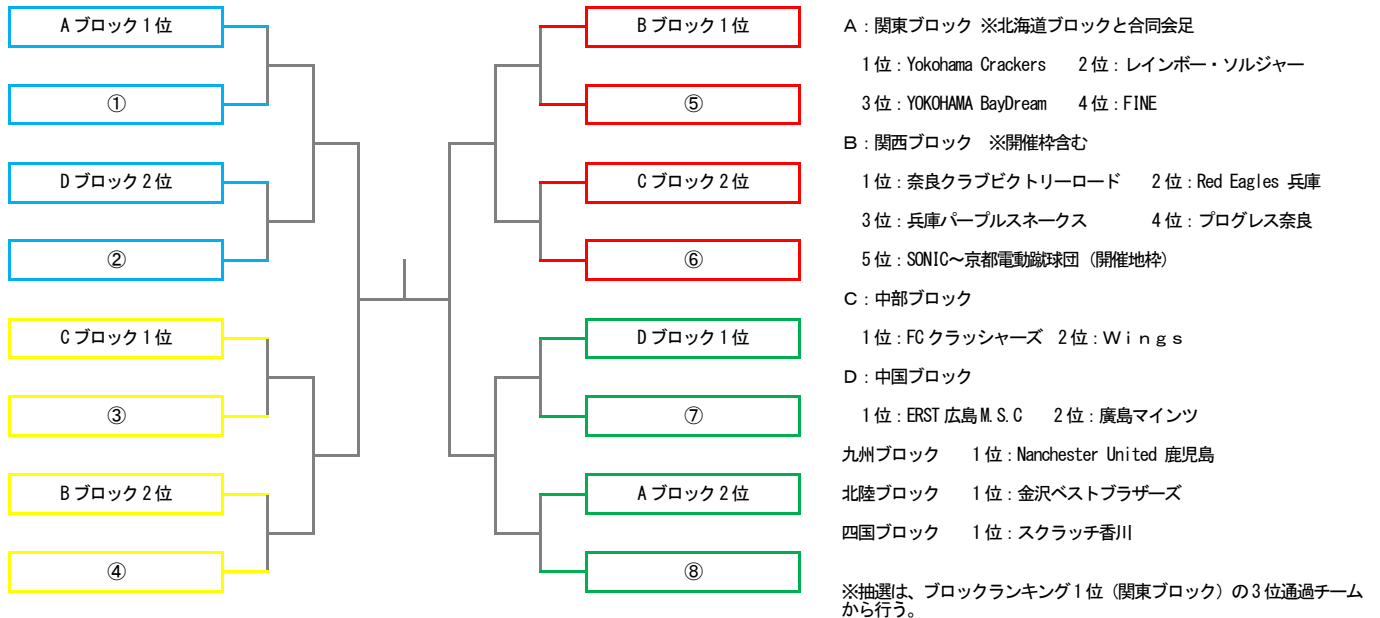 Aブロック1位
①
Dブロック2位
②
Cブロック1位
③
Bブロック2位
④
Bブロック1位
⑤
Cブロック2位
⑥
Dブロック1位
⑦
Aブロック2位
⑧
A：関東ブロック ※北海道ブロックと合同会足
1位：Yokohama Crackers 2位：レインボー・ソルジャー
3位：YOKOHAMA BayDream 4位：FINE
B：関西ブロック ※開催枠含む
1位：奈良クラブビクトリーロード 2位：Red Eagles 兵庫
3位：兵庫パープルスネークス 4位：プログレス奈良
5位：SONIC～京都電動蹴球団（開催地枠）
C：中部ブロック
1位：FCクラッシャーズ 2位：Ｗｉｎｇｓ
D：中国ブロック
1位：ERST広島M.S.C 2位：廣島マインツ
九州ブロック 1位：Nanchester United 鹿児島
北陸ブロック 1位：金沢ベストブラザーズ
四国ブロック 1位：スクラッチ香川
※抽選は、ブロックランキング1位（関東ブロック）の3位通過チーム
から行う。